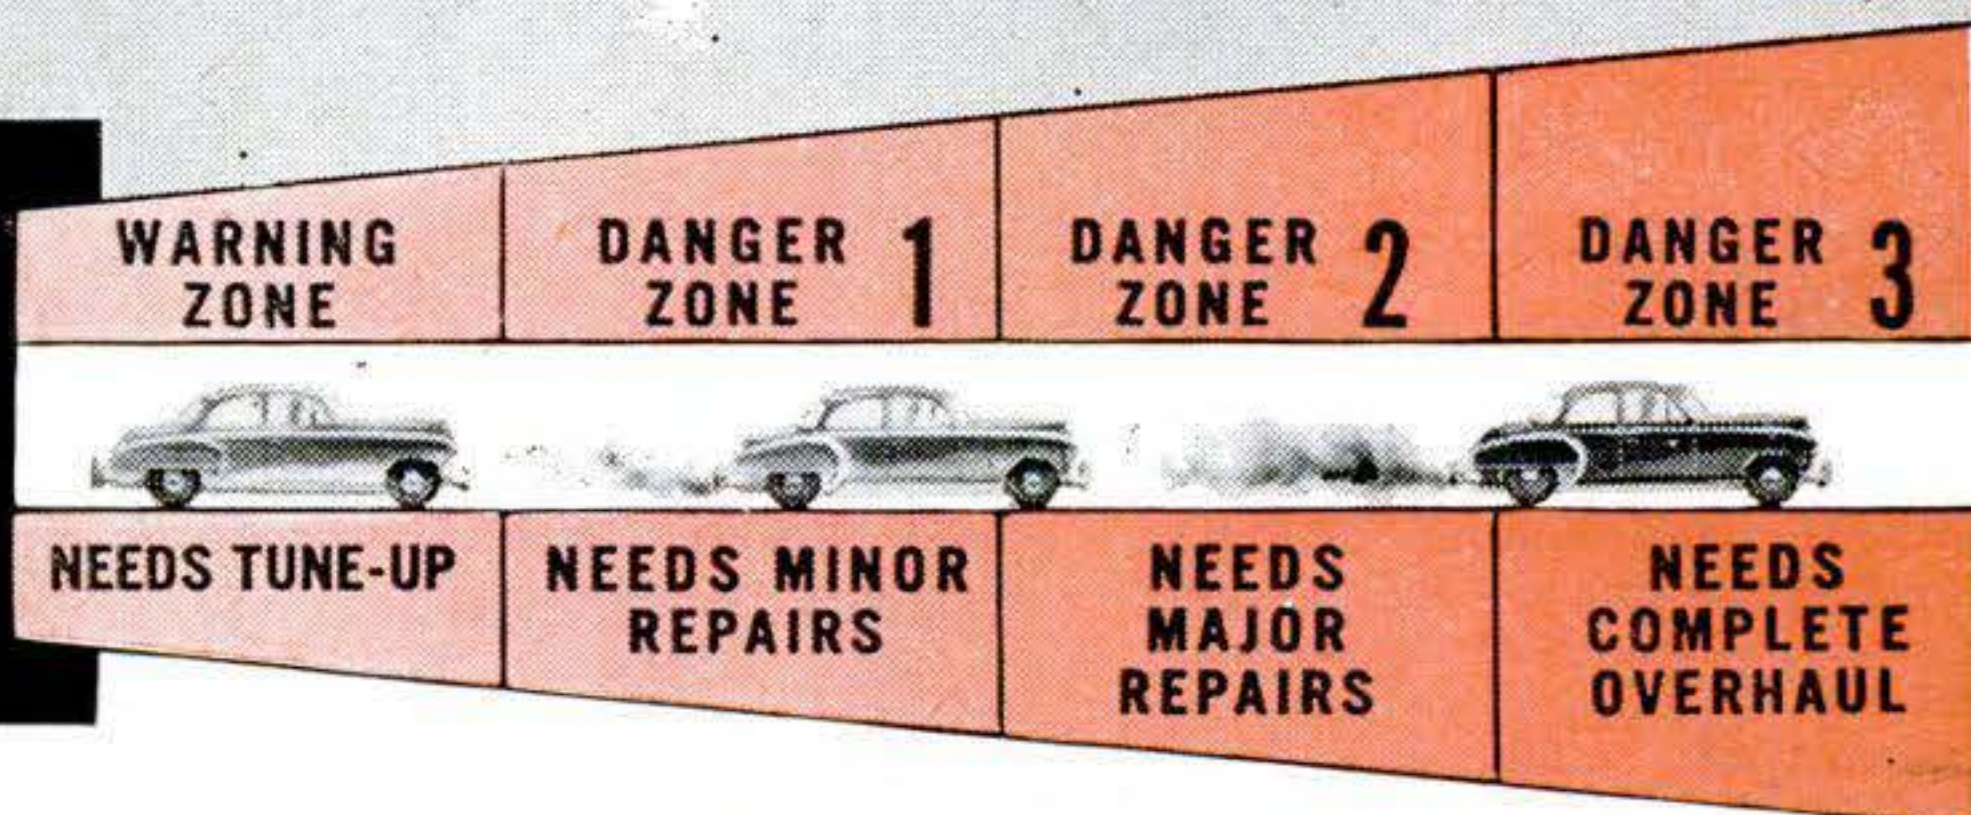 WARNING
ZONE
DANGER
ZONE 1
DANGER
ZONE 2
DANGER
ZONE 3
NEEDS TUNE-UP
NEEDS MINOR
REPAIRS
NEEDS
MAJOR
REPAIRS
NEEDS
COMPLETE
OVERHAUL